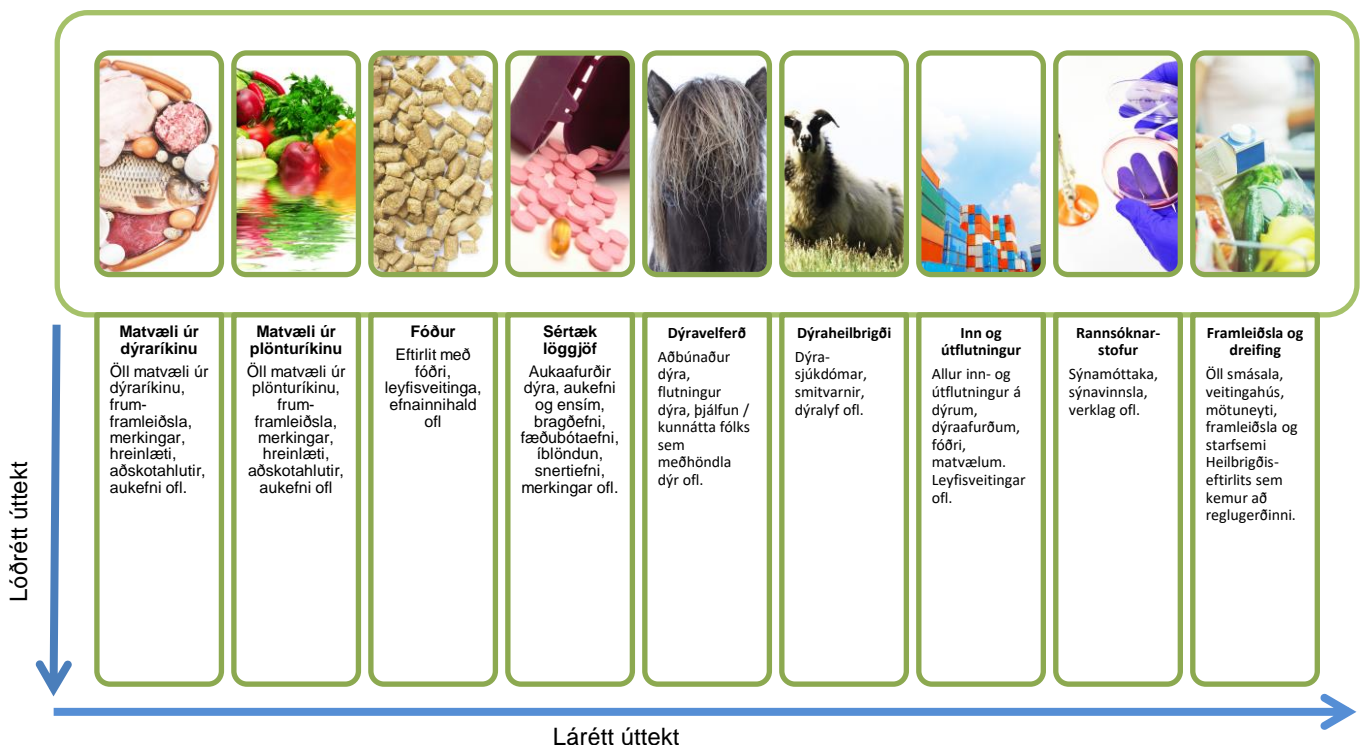 Matvæli úr
dýraríkinu
Öll matvæli úr
dýraríkinu,
frum-
framleiðsla,
merkingar,
hreinlæti,
aðskotahlutir,
aukefni ofl.
Matvæli úr
plönturíkinu
Öll matvæli úr
plönturíkinu,
frum-
framleiðsla,
merkingar,
hreinlæti,
aðskotahlutir,
aukefni ofl
Fóður
Eftirlit með
fóðri,
leyfisveitinga,
efnainnihald
ofl
Sértæk
löggjöf
Aukaafurðir
dýra, aukefni
og ensím,
bragðefni,
fæðubótaefni,
íblöndun,
snertiefni,
merkingar ofl.
Dýravelferð
Aðbúnaður
dýra,
flutningur
dýra, þjálfun /
kunnátta fólks
sem
meðhöndla
dýr ofl.
Dýraheilbrigði
Dýra-
sjúkdómar,
smitvarnir,
dýralyf ofl.
Inn og
útflutningur
Allur inn- og
útflutningur á
dýrum,
dýraafurðum,
fóðri,
matvælum.
Leyfisveitingar
ofl.
Rannsóknar-
stofur
Sýnamóttaka,
sýnavinnsla,
verklag ofl.
Framleiðsla og
dreifing
Öll smásala,
veitingahús,
mötuneyti,
framleiðsla og
starfsemi
Heilbrigðis-
eftirlits sem
kemur að
reglugerðinni.
Lóðrétt úttekt
Lárétt úttekt